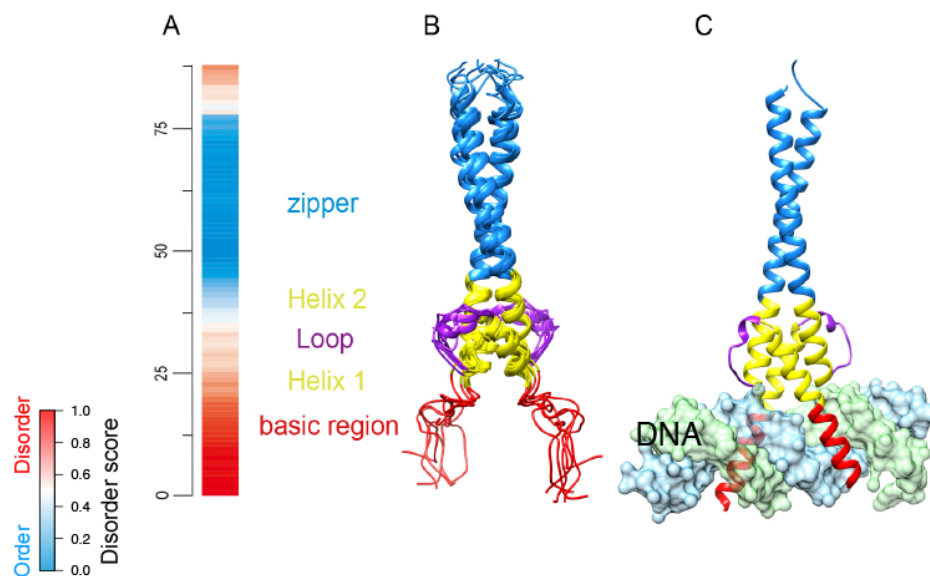 A
B
C
75
50
25
0
zipper
Helix 2
Loop
Helix 1
basic region
DNA
Disorder
Order
1.0
0.8
0.6
0.4
0.2
0.0
Disorder score